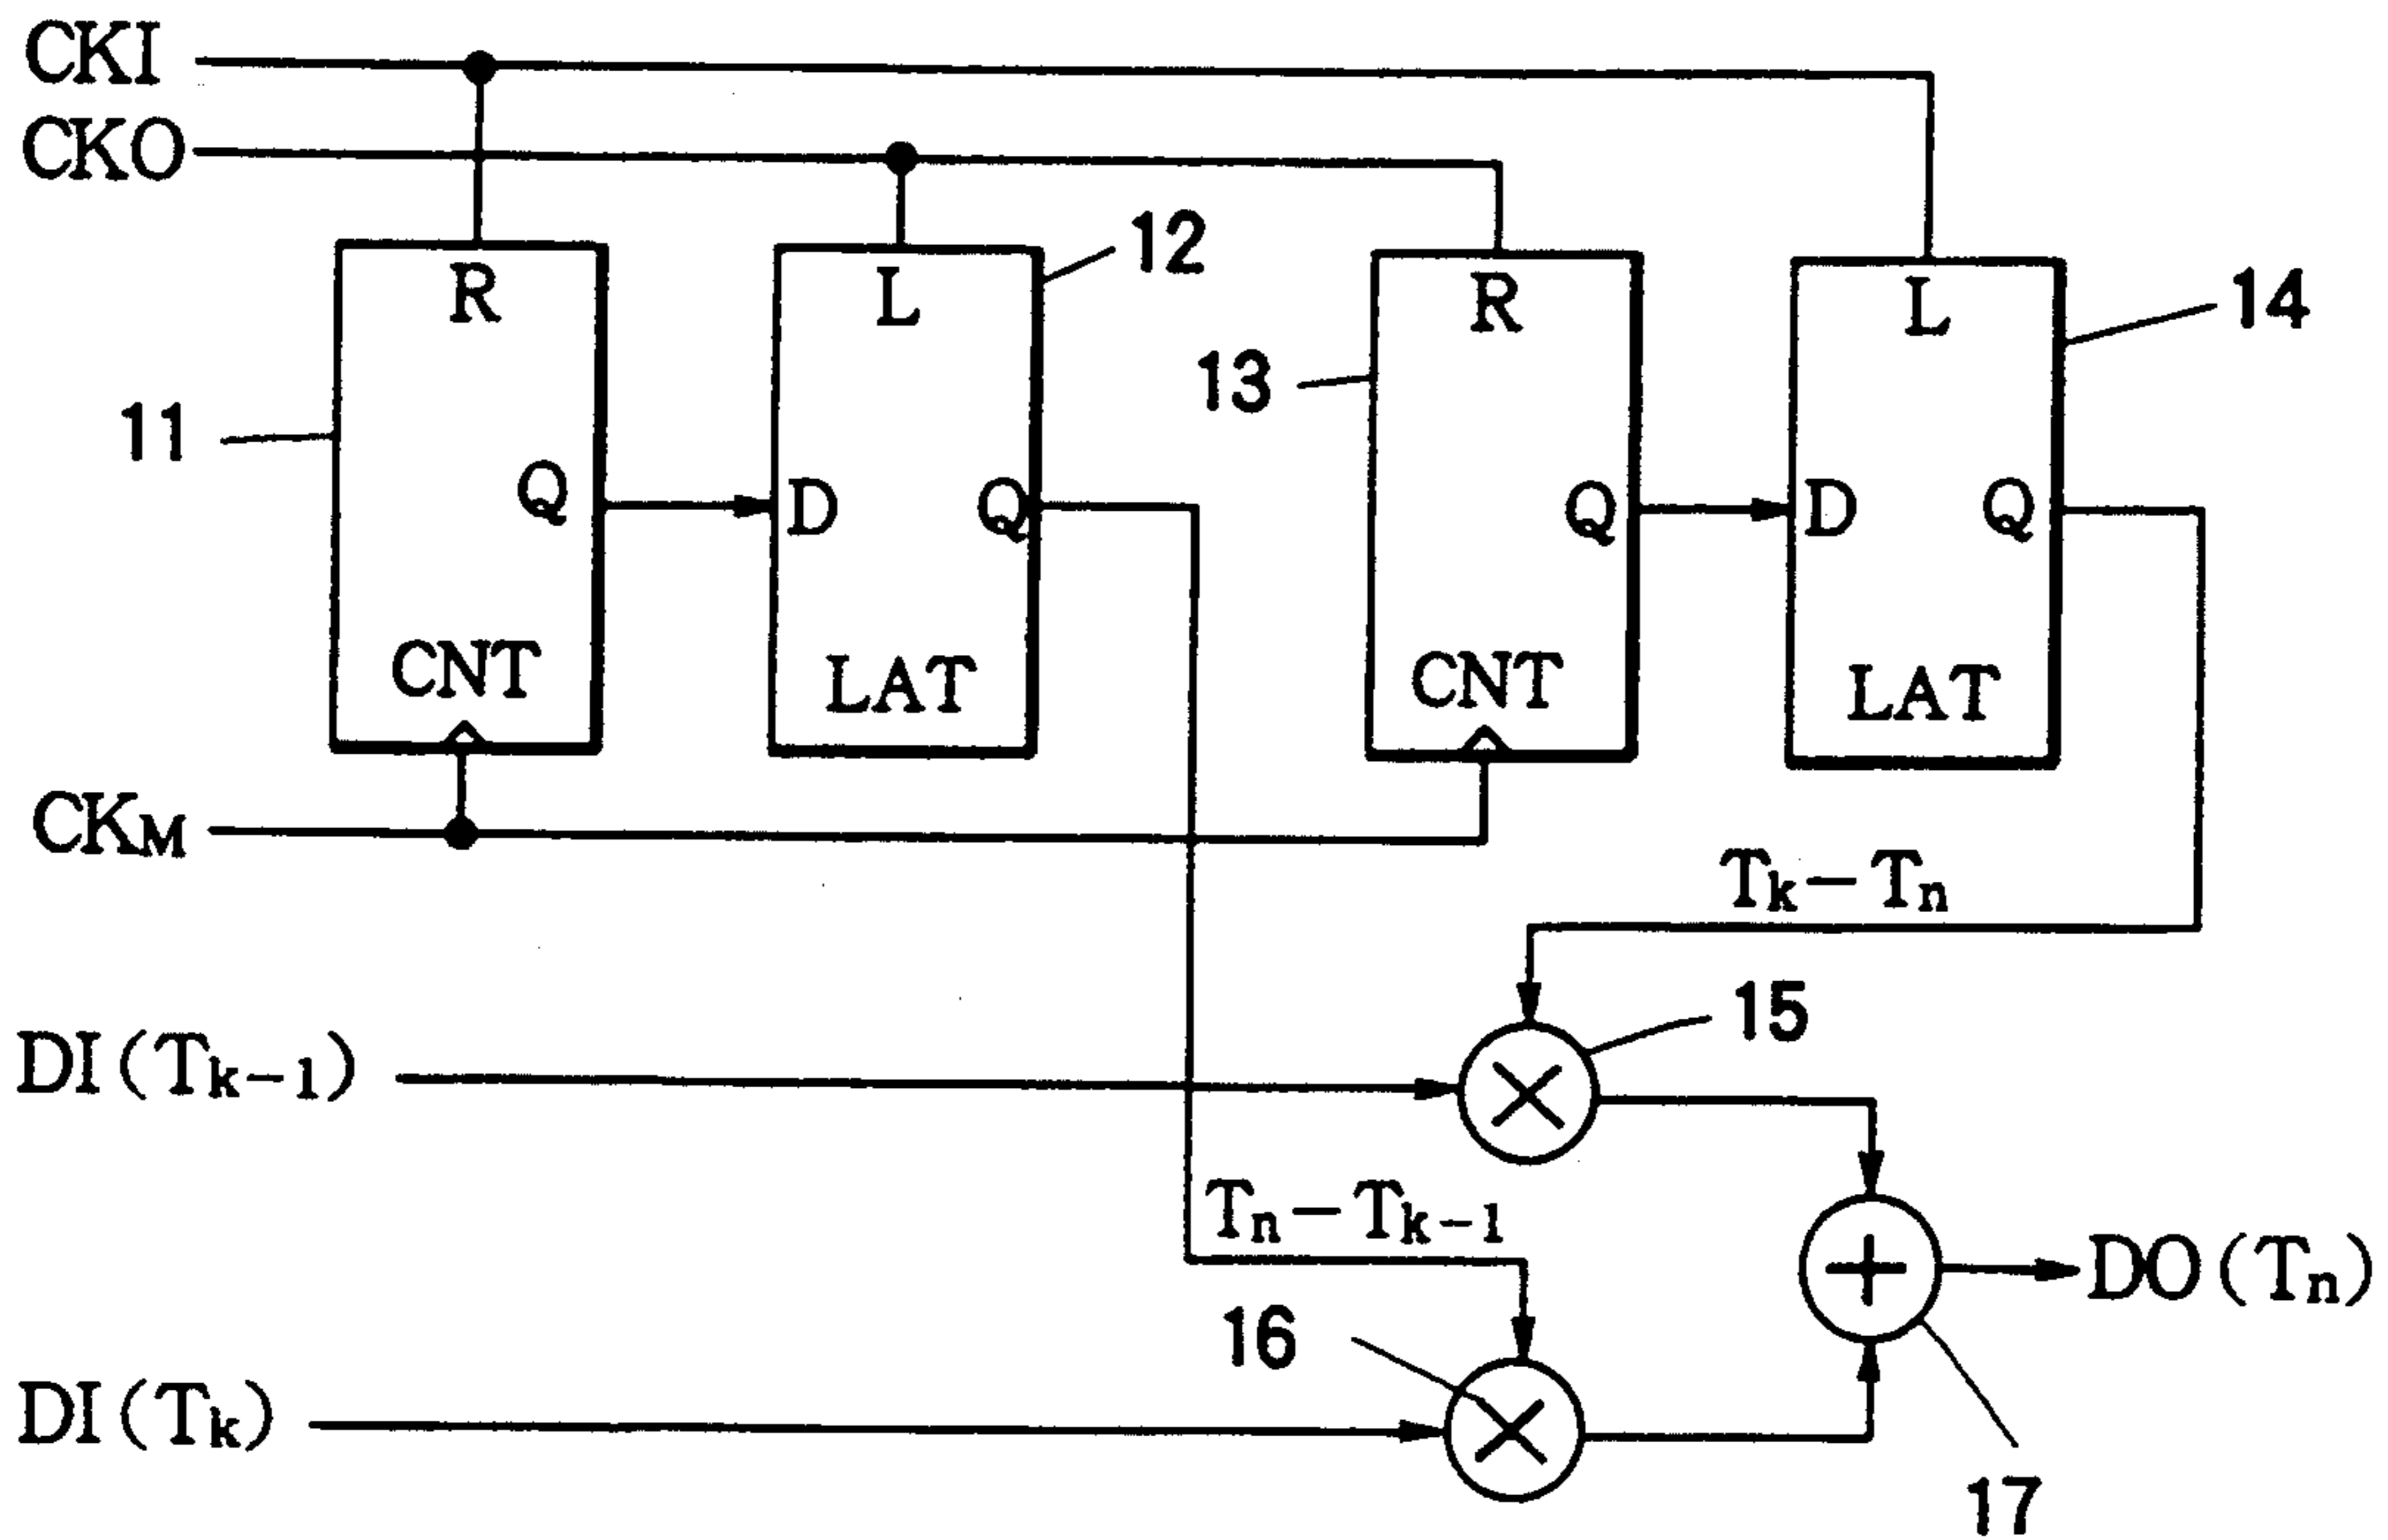 CKI
CKO
R
L
12
R
L
14
11
13
Q
D
Q
Q
D
Q
CNT
LAT
CNT
LAT
CKM
Tk−Tn
DI(Tk−1)
15
Tn−Tk−1
DO(Tn)
16
DI(Tk)
17